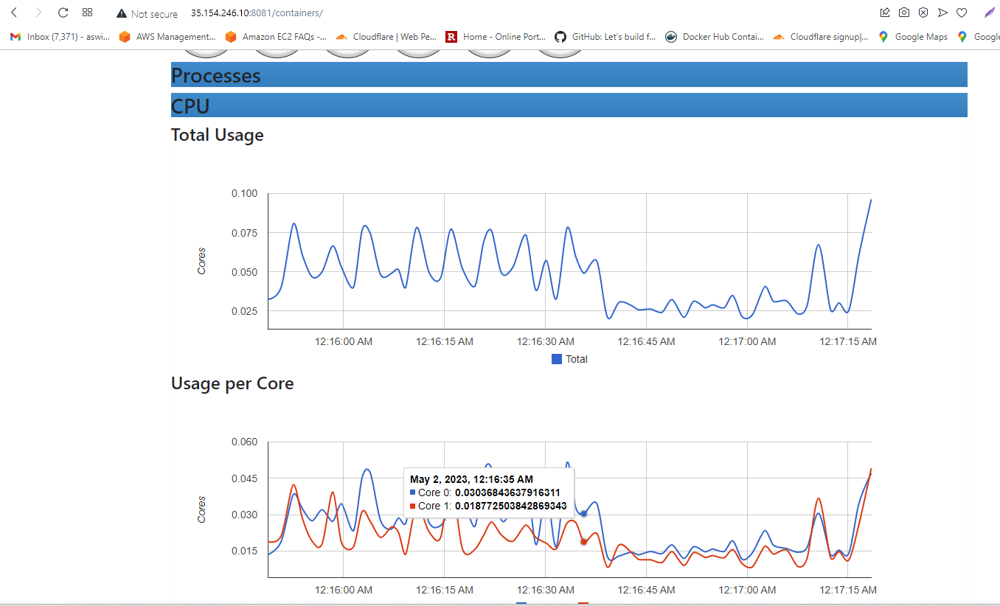 Not secure 35.154.246.10:8081/containers/
Inbox (7,371) - aswi... AWS Management... Amazon EC2 FAQs -... Cloudflare | Web Pe... R Home - Online Port... GitHub: Let's build f... Docker Hub Contai... Cloudflare signup|... Google Maps Google
Processes
CPU
Total Usage
0.100
0.075
0.050
0.025
Cores
12:16:00 AM 12:16:15 AM 12:16:30 AM 12:16:45 AM 12:17:00 AM 12:17:15 AM
Total
Usage per Core
0.060
0.045
0.030
0.015
Cores
May 2, 2023, 12:16:35 AM
Core 0: 0.03036843637916311
Core 1: 0.018772503842869343
12:16:00 AM 12:16:15 AM 12:16:30 AM 12:16:45 AM 12:17:00 AM 12:17:15 AM